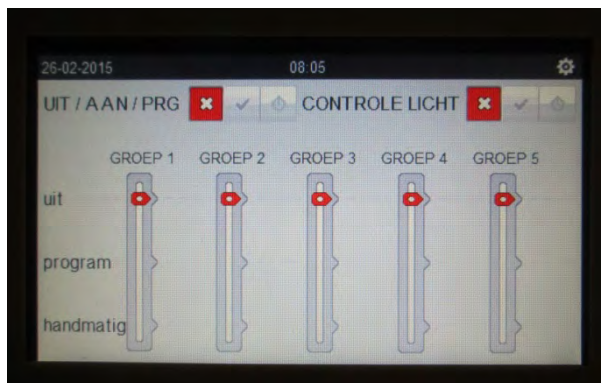 26-02-2015 08:05
UIT / AAN / PRG CONTROLE LICHT
GROEP 1 GROEP 2 GROEP 3 GROEP 4 GROEP 5
uit
program
handmatig